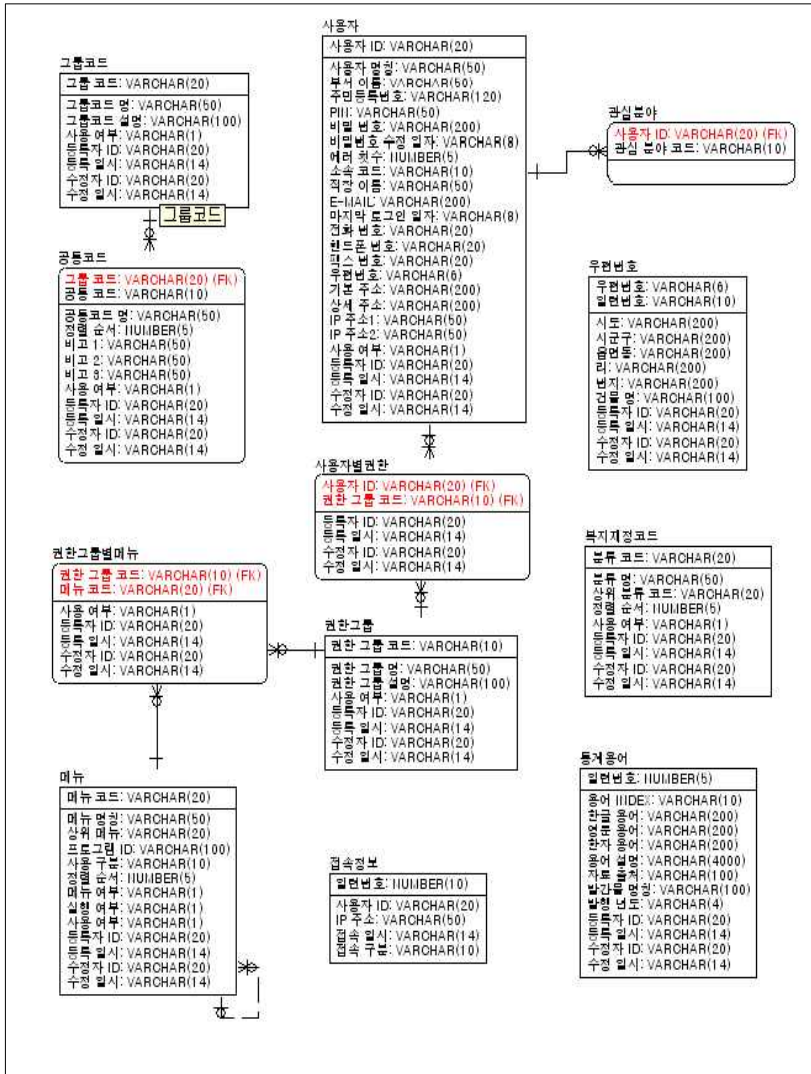 그룹코드
그룹 코드: VARCHAR(20)
그룹코드 명: VARCHAR(50)
그룹코드 설명: VARCHAR(100)
사용 여부: VARCHAR(1)
등록자 ID: VARCHAR(20)
등록 일시: VARCHAR(14)
수정자 ID: VARCHAR(20)
수정 일시: VARCHAR(14)
그룹코드
공통코드
그룹 코드: VARCHAR(20) (FK)
공통 코드: VARCHAR(10)
공통코드 명: VARCHAR(50)
정렬 순서: NUMBER(5)
비고 1: VARCHAR(50)
비고 2: VARCHAR(50)
비고 3: VARCHAR(50)
사용 여부: VARCHAR(1)
등록자 ID: VARCHAR(20)
등록 일시: VARCHAR(14)
수정자 ID: VARCHAR(20)
수정 일시: VARCHAR(14)
권한그룹별메뉴
권한 그룹 코드: VARCHAR(10) (FK)
메뉴 코드: VARCHAR(20) (FK)
사용 여부: VARCHAR(1)
등록자 ID: VARCHAR(20)
등록 일시: VARCHAR(14)
수정자 ID: VARCHAR(20)
수정 일시: VARCHAR(14)
메뉴
메뉴 코드: VARCHAR(20)
메뉴 명칭: VARCHAR(50)
상위 메뉴: VARCHAR(20)
프로그램 ID: VARCHAR(100)
사용 구분: VARCHAR(10)
정렬 순서: NUMBER(5)
메뉴 여부: VARCHAR(1)
실행 여부: VARCHAR(1)
사용 여부: VARCHAR(1)
등록자 ID: VARCHAR(20)
등록 일시: VARCHAR(14)
수정자 ID: VARCHAR(20)
수정 일시: VARCHAR(14)
사용자
사용자 ID: VARCHAR(20)
사용자 명칭: VARCHAR(50)
부서 이름: VARCHAR(50)
주민등록번호: VARCHAR(120)
PIN: VARCHAR(50)
비밀 번호: VARCHAR(200)
비밀번호 수정 일자: VARCHAR(8)
에러 횟수: NUMBER(5)
소속 코드: VARCHAR(10)
직장 이름: VARCHAR(50)
E-MAIL: VARCHAR(200)
마지막 로그인 일자: VARCHAR(8)
전화 번호: VARCHAR(20)
핸드폰 번호: VARCHAR(20)
팩스 번호: VARCHAR(20)
우편번호: VARCHAR(6)
기본 주소: VARCHAR(200)
상세 주소: VARCHAR(200)
IP 주소1: VARCHAR(50)
IP 주소2: VARCHAR(50)
사용 여부: VARCHAR(1)
등록자 ID: VARCHAR(20)
등록 일시: VARCHAR(14)
수정자 ID: VARCHAR(20)
수정 일시: VARCHAR(14)
사용자별권한
사용자 ID: VARCHAR(20) (FK)
권한 그룹 코드: VARCHAR(10) (FK)
등록자 ID: VARCHAR(20)
등록 일시: VARCHAR(14)
수정자 ID: VARCHAR(20)
수정 일시: VARCHAR(14)
권한그룹
권한 그룹 코드: VARCHAR(10)
권한 그룹 명: VARCHAR(50)
권한 그룹 설명: VARCHAR(100)
사용 여부: VARCHAR(1)
등록자 ID: VARCHAR(20)
등록 일시: VARCHAR(14)
수정자 ID: VARCHAR(20)
수정 일시: VARCHAR(14)
접속정보
일련번호: NUMBER(10)
사용자 ID: VARCHAR(20)
IP 주소: VARCHAR(50)
접속 일시: VARCHAR(14)
접속 구분: VARCHAR(10)
관심분야
사용자 ID: VARCHAR(20) (FK)
관심 분야 코드: VARCHAR(10)
우편번호
우편번호: VARCHAR(6)
일련번호: VARCHAR(10)
시도: VARCHAR(200)
시군구: VARCHAR(200)
읍면동: VARCHAR(200)
리: VARCHAR(200)
번지: VARCHAR(200)
건물 명: VARCHAR(100)
등록자 ID: VARCHAR(20)
등록 일시: VARCHAR(14)
수정자 ID: VARCHAR(20)
수정 일시: VARCHAR(14)
복지재정코드
분류 코드: VARCHAR(20)
분류 명: VARCHAR(50)
상위 분류 코드: VARCHAR(20)
정렬 순서: NUMBER(5)
사용 여부: VARCHAR(1)
등록자 ID: VARCHAR(20)
등록 일시: VARCHAR(14)
수정자 ID: VARCHAR(20)
수정 일시: VARCHAR(14)
통계용어
일련번호: NUMBER(5)
용어 INDEX: VARCHAR(10)
한글 용어: VARCHAR(200)
영문 용어: VARCHAR(200)
한자 용어: VARCHAR(200)
용어 설명: VARCHAR(4000)
자료 출처: VARCHAR(100)
발간물 명칭: VARCHAR(100)
발행 년도: VARCHAR(4)
등록자 ID: VARCHAR(20)
등록 일시: VARCHAR(14)
수정자 ID: VARCHAR(20)
수정 일시: VARCHAR(14)